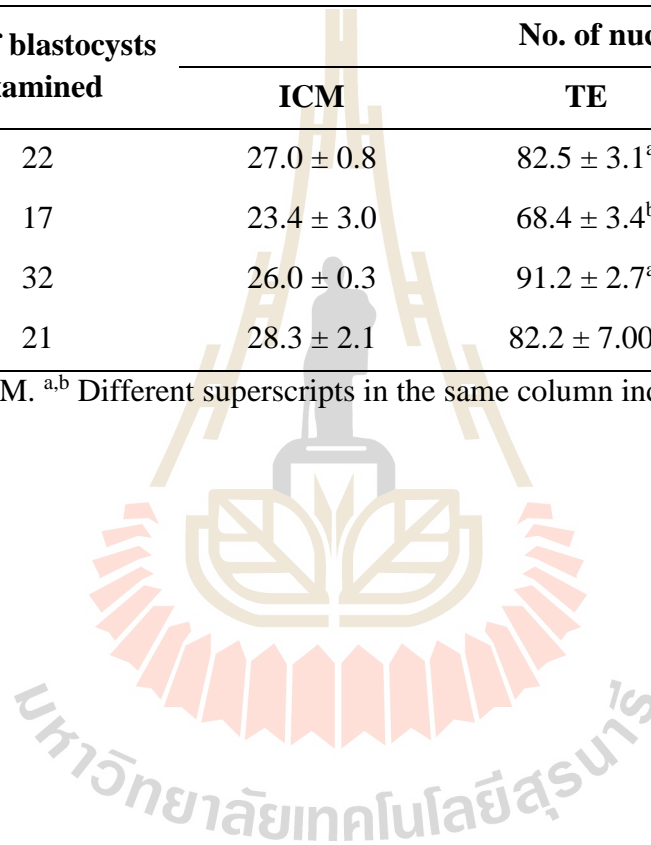 blastocysts No. of
ICM TE
22 27.0 ± 0.8 82.5 ± 3.1ᵃ
17 23.4 ± 3.0 68.4 ± 3.4ᵇ
32 26.0 ± 0.3 91.2 ± 2.7ᵃ
21 28.3 ± 2.1 82.2 ± 7.00
M. ᵃ,ᵇ Different superscripts in the same column
มหาวิทยาลัยเทคโนโลยีสุรนารี